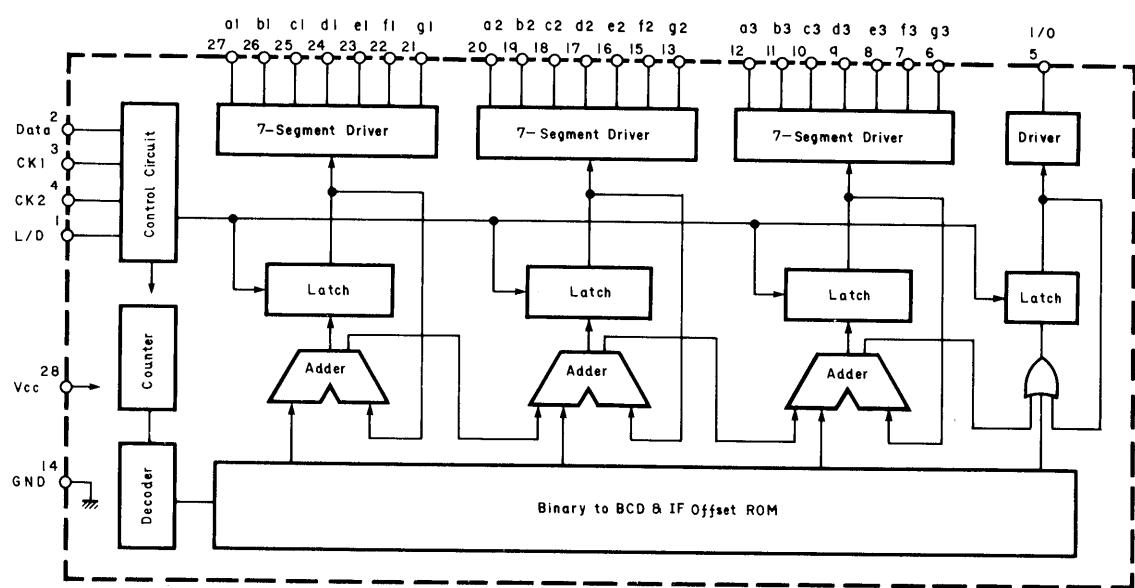 a1 b1 c1 d1 e1 f1 g1 a2 b2 c2 d2 e2 f2 g2 a3 b3 c3 d3 e3 f3 g3 I/O
27 26 25 24 23 22 21 20 19 18 17 16 15 13 12 11 10 9 8 7 6 5
7-Segment Driver 7-Segment Driver 7-Segment Driver Driver
Data 2
CK1 3
CK2 4
L/D 1
Control Circuit
Latch Latch Latch Latch
Counter
Adder Adder Adder
Vcc 28
GND 14
Decoder
Binary to BCD & IF Offset ROM